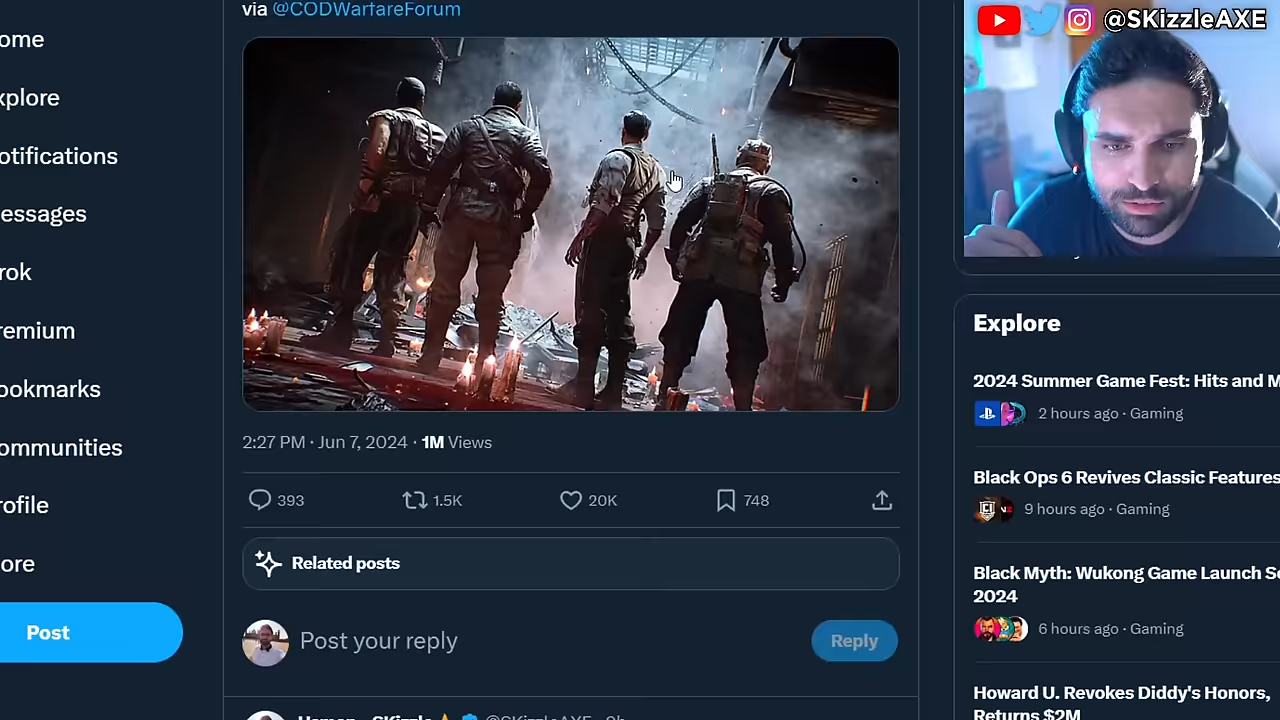 via @CODWarfareForum
@SKizzleAXE
ome
xplore
otifications
essages
rok
remium
ookmarks
ommunities
rofile
ore
Post
2:27 PM · Jun 7, 2024 · 1M Views
393
1.5K
20K
748
Related posts
Post your reply
Reply
@SKizzleAXE
Explore
2024 Summer Game Fest: Hits and M
2 hours ago · Gaming
Black Ops 6 Revives Classic Features
9 hours ago · Gaming
Black Myth: Wukong Game Launch S
2024
6 hours ago · Gaming
Howard U. Revokes Diddy's Honors,
Returns $2M